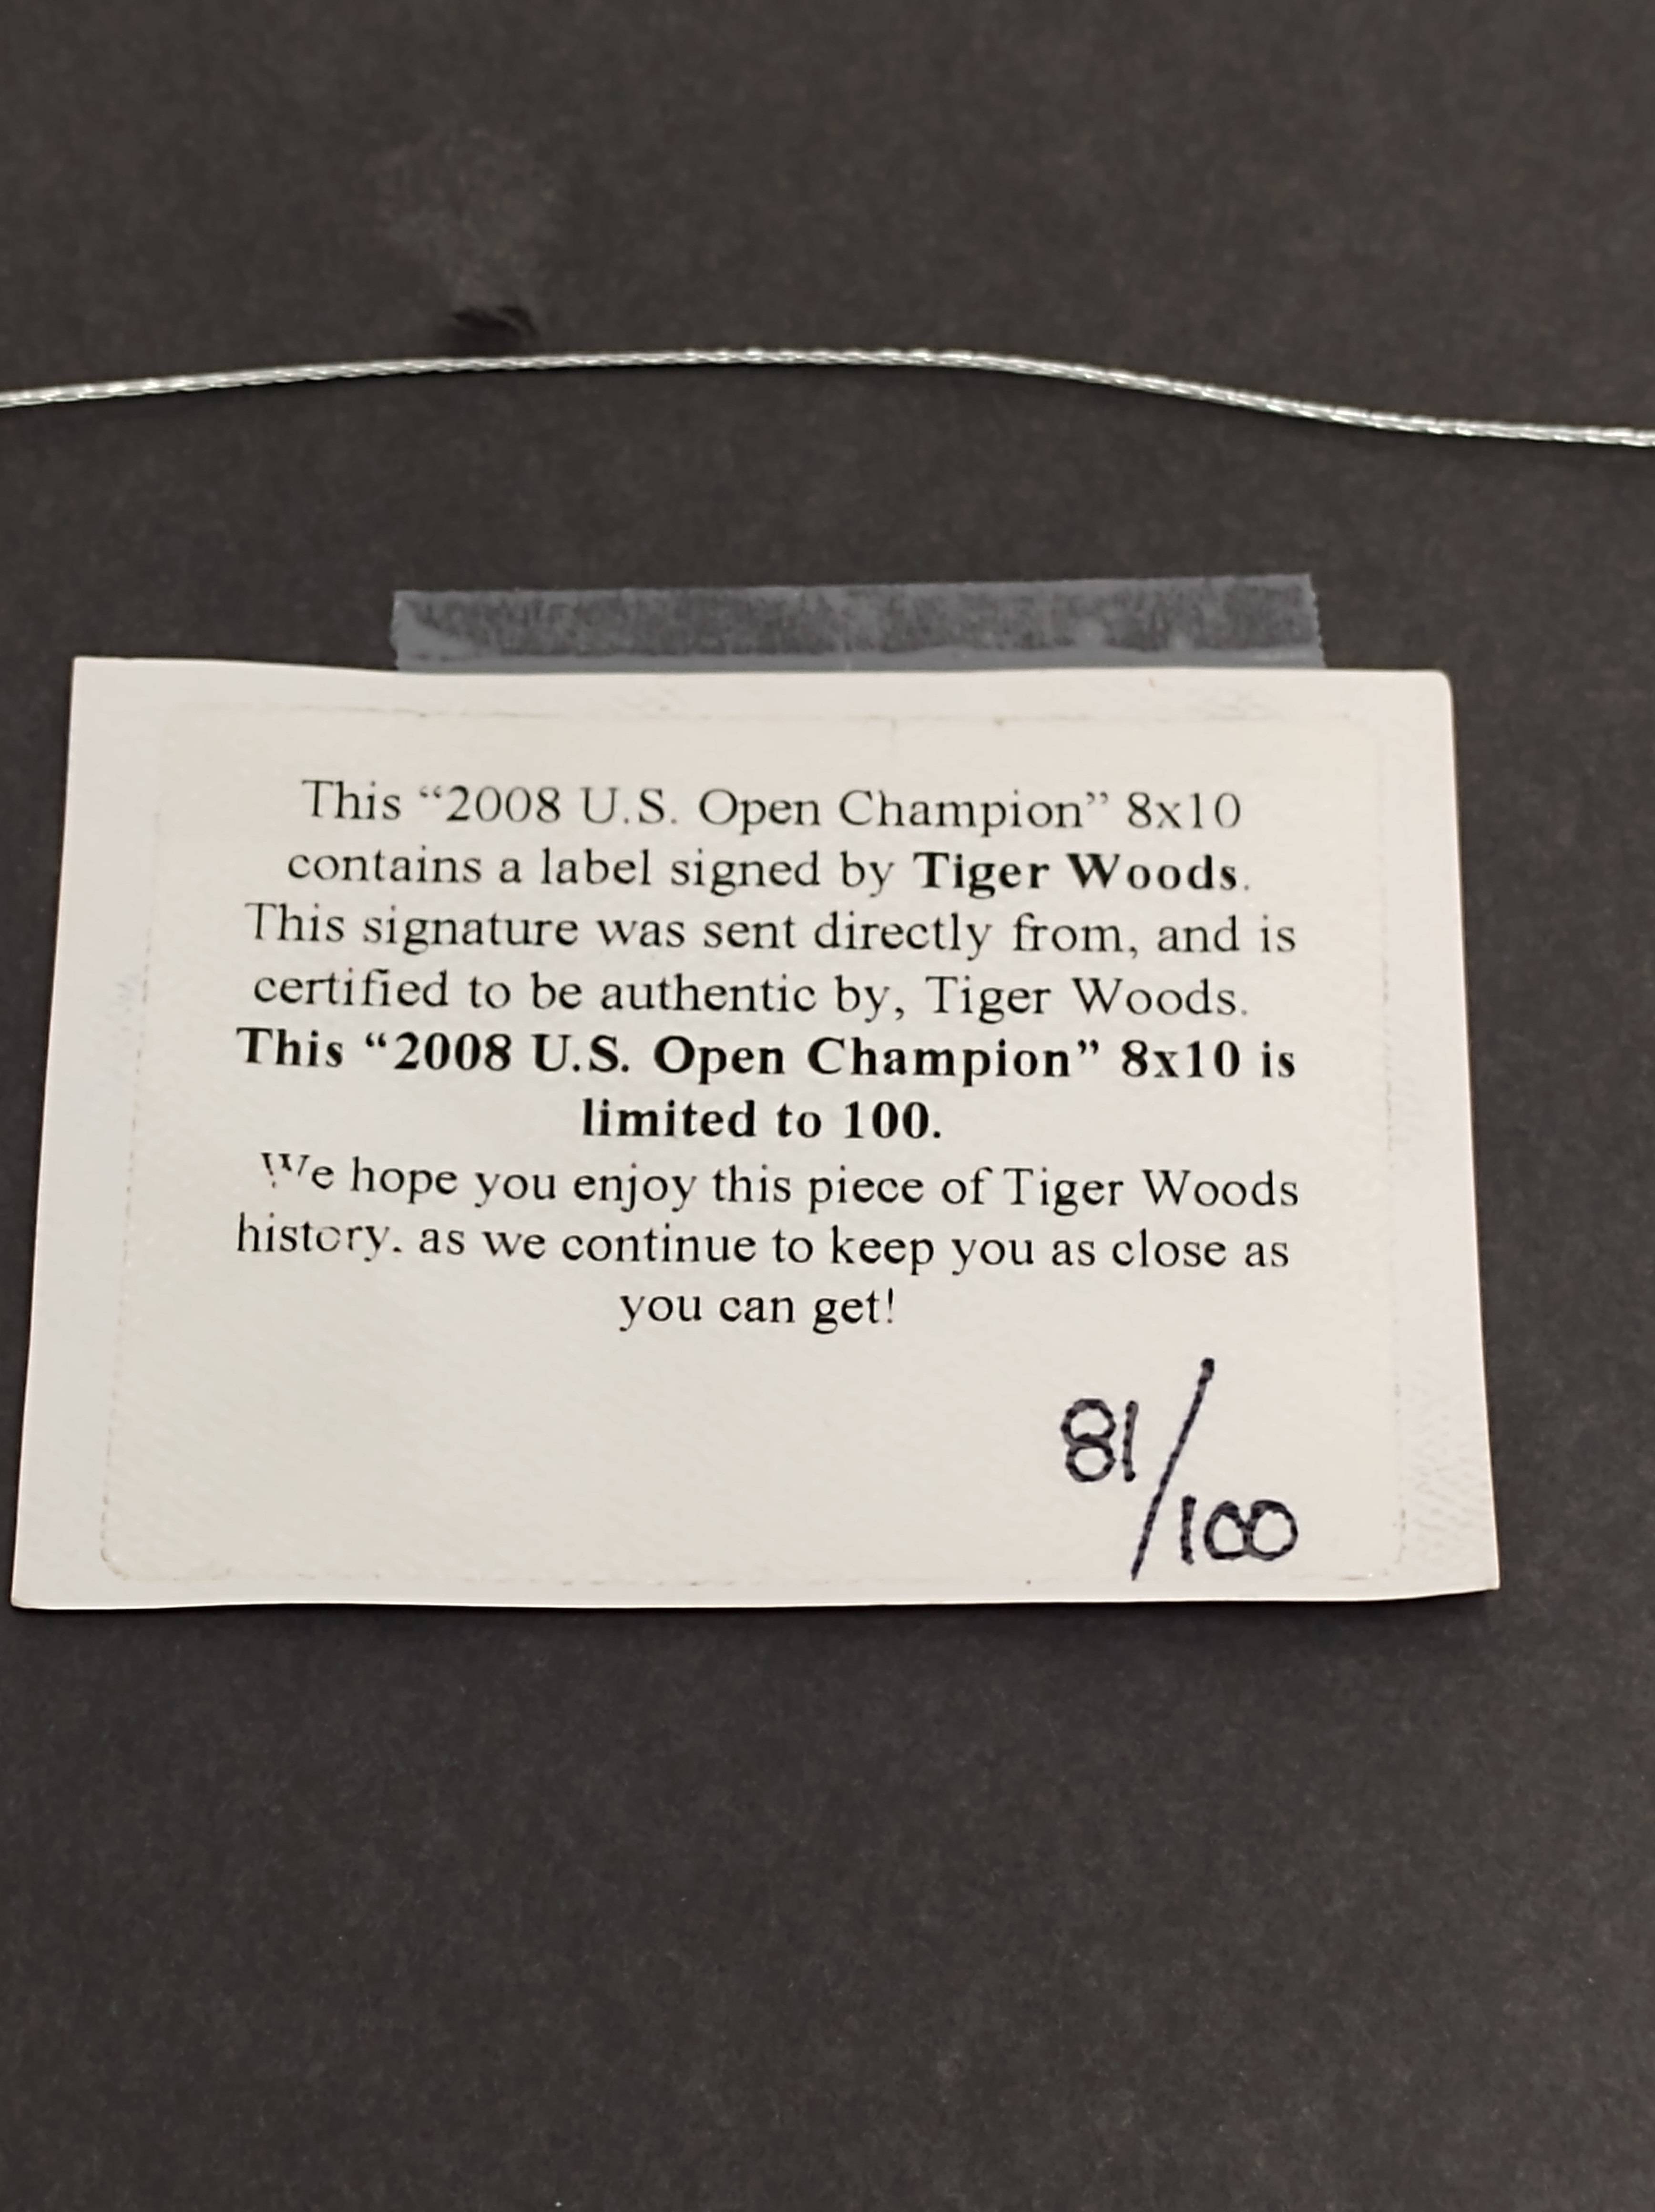 This “2008 U.S. Open Champion” 8x10
contains a label signed by Tiger Woods.
This signature was sent directly from, and is
certified to be authentic by, Tiger Woods.
This “2008 U.S. Open Champion” 8x10 is
limited to 100.
We hope you enjoy this piece of Tiger Woods
history. as we continue to keep you as close as
you can get!
81/100